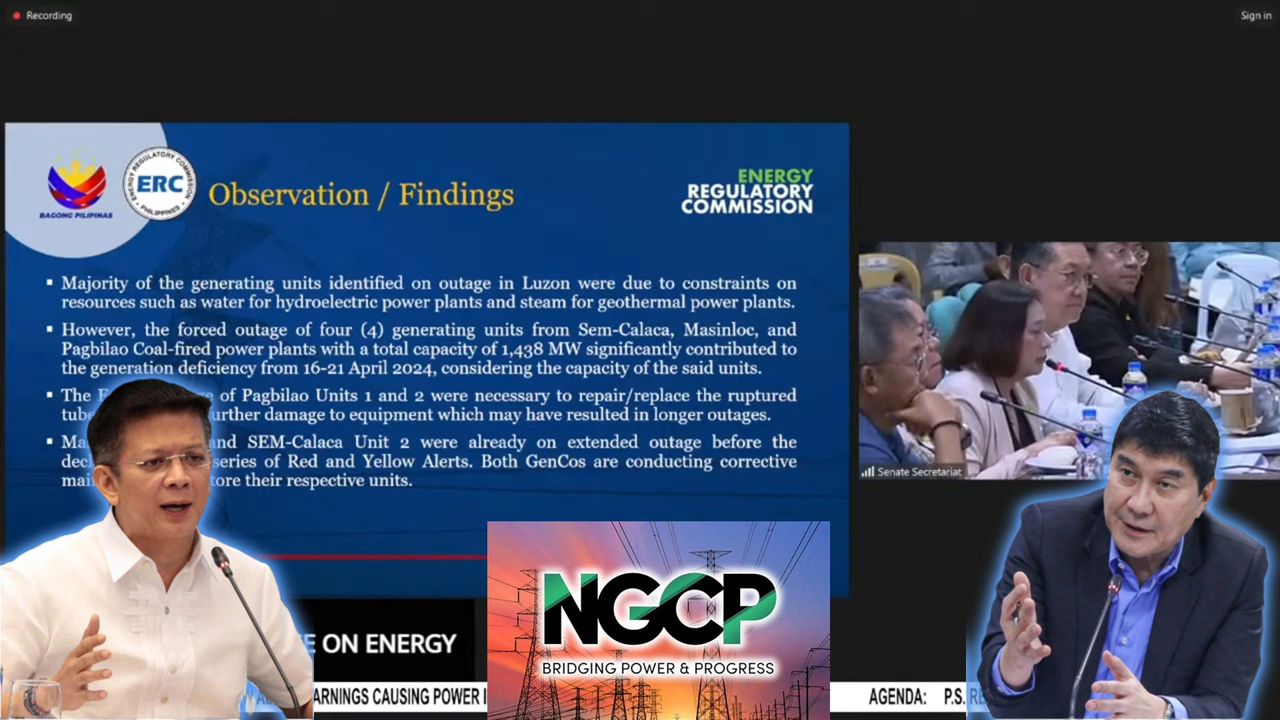 Recording
Sign in
BAGONG PILIPINAS
ENERGY REGULATORY COMMISSION
ERC
PHILIPPINES
Observation / Findings
ENERGY
REGULATORY
COMMISSION
▪ Majority of the generating units identified on outage in Luzon were due to constraints on
resources such as water for hydroelectric power plants and steam for geothermal power plants.
▪ However, the forced outage of four (4) generating units from Sem-Calaca, Masinloc, and
Pagbilao Coal-fired power plants with a total capacity of 1,438 MW significantly contributed to
the generation deficiency from 16-21 April 2024, considering the capacity of the said units.
▪ The of Pagbilao Units 1 and 2 were necessary to repair/replace the ruptured
further damage to equipment which may have resulted in longer outages.
▪ and SEM-Calaca Unit 2 were already on extended outage before the
series of Red and Yellow Alerts. Both GenCos are conducting corrective
their respective units.
Senate Secretariat
ON ENERGY
NGCP
BRIDGING POWER & PROGRESS
CAUSING POWER
AGENDA: P.S.